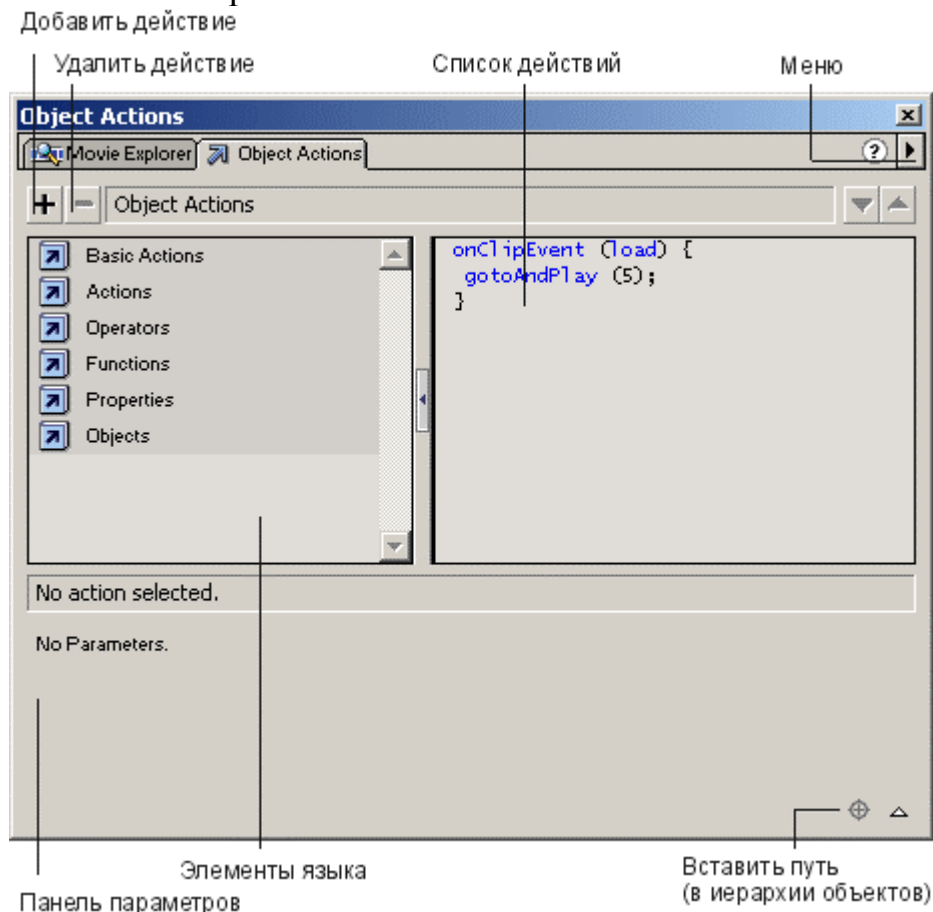 Добавить действие
Удалить действие
Список действий
Меню
Object Actions
Movie Explorer
Object Actions
Object Actions
Basic Actions
Actions
Operators
Functions
Properties
Objects
onClipEvent (load) {
gotoAndPlay (5);
}
No action selected.
No Parameters.
Элементы языка
Вставить путь
(в иерархии объектов)
Панель параметров